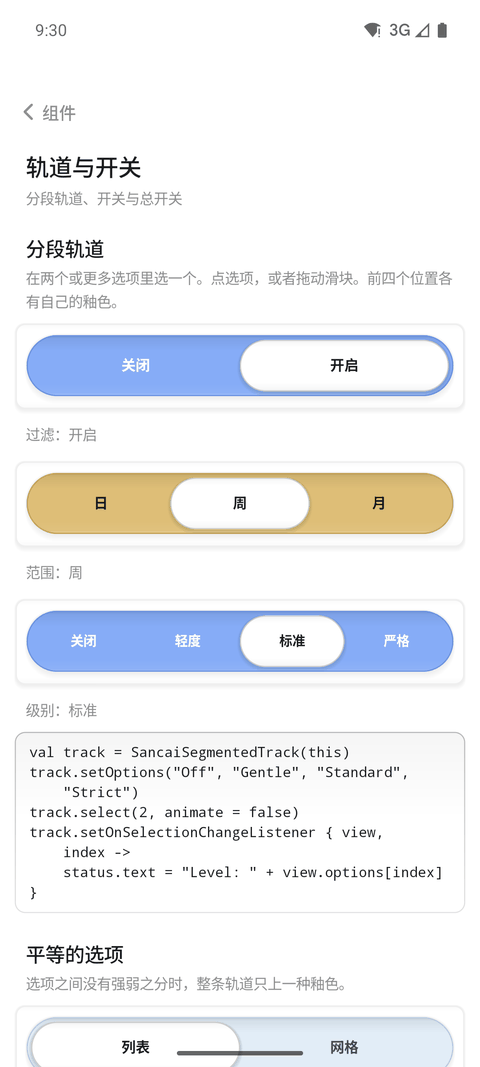 9:30
3G
组件
轨道与开关
分段轨道、开关与总开关
分段轨道
在两个或更多选项里选一个。点选项，或者拖动滑块。前四个位置各
有自己的釉色。
关闭 开启
过滤：开启
日 周 月
范围：周
关闭 轻度 标准 严格
级别：标准
val track = SancaiSegmentedTrack(this)
track.setOptions("Off", "Gentle", "Standard",
    "Strict")
track.select(2, animate = false)
track.setOnSelectionChangeListener { view,
    index ->
    status.text = "Level: " + view.options[index]
}
平等的选项
选项之间没有强弱之分时，整条轨道只上一种釉色。
列表 网格